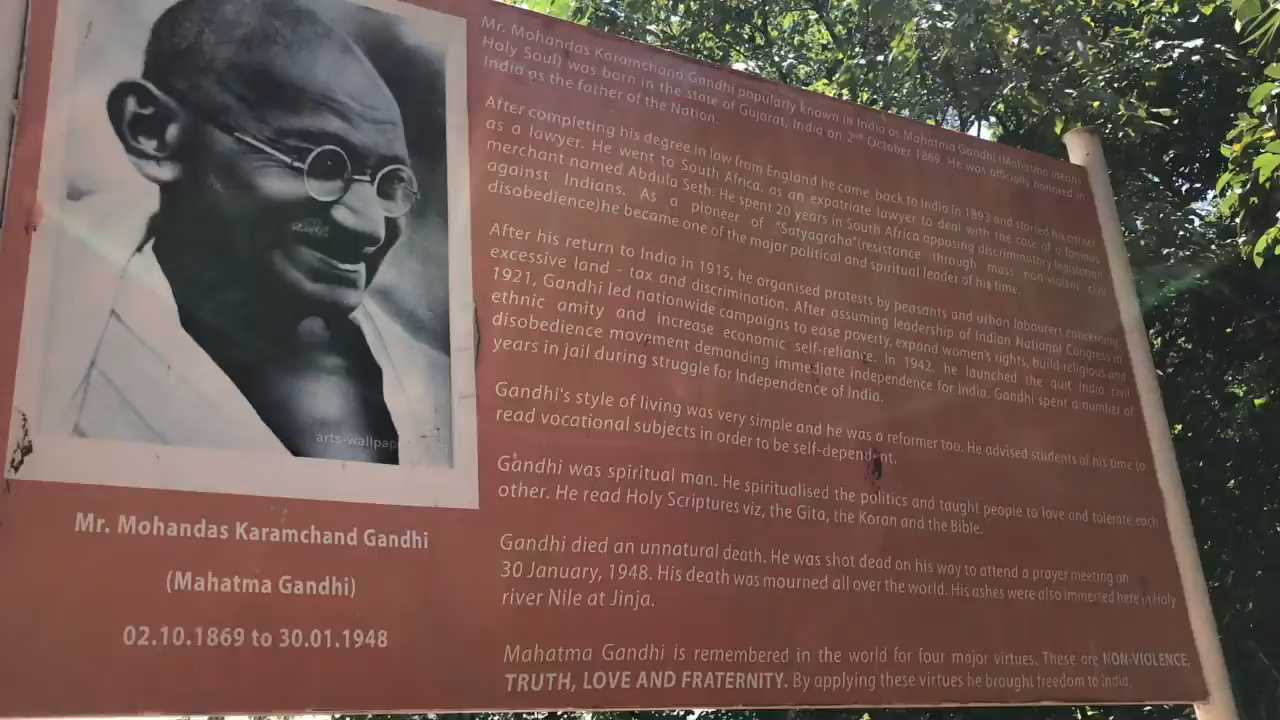 arts-wallpap
Mr. Mohandas Karamchand Gandhi
(Mahatma Gandhi)
02.10.1869 to 30.01.1948
Mr. Mohandas Karamchand Gandhi popularly known in India as Mahatma Gandhi (Mahatma means
Holy Soul) was born in the state of Gujarat, India on 2nd October 1869. He was officially honored in
India as the father of the Nation.
After completing his degree in law from England he came back to India in 1893 and started his career
as a lawyer. He went to South Africa, as an expatriate lawyer to deal with the case of a famous
merchant named Abdula Seth. He spent 20 years in South Africa opposing discriminatory legislation
against Indians. As a pioneer of "Satyagraha"(resistance through mass non-violent civil
disobedience)he became one of the major political and spiritual leader of his time.
After his return to India in 1915, he organised protests by peasants and urban labourers concerning
excessive land - tax and discrimination. After assuming leadership of Indian National Congress in
1921, Gandhi led nationwide campaigns to ease poverty, expand women's rights, build religious and
ethnic amity and increase economic self-reliance. In 1942, he launched the quit India civil
disobedience movement demanding immediate independence for India. Gandhi spent a number of
years in jail during struggle for Independence of India.
Gandhi's style of living was very simple and he was a reformer too. He advised students of his time to
read vocational subjects in order to be self-dependent.
Gandhi was spiritual man. He spiritualised the politics and taught people to love and tolerate each
other. He read Holy Scriptures viz, the Gita, the Koran and the Bible.
Gandhi died an unnatural death. He was shot dead on his way to attend a prayer meeting on
30 January, 1948. His death was mourned all over the world. His ashes were also immersed here in Holy
river Nile at Jinja.
Mahatma Gandhi is remembered in the world for four major virtues. These are NON-VIOLENCE,
TRUTH, LOVE AND FRATERNITY. By applying these virtues he brought freedom to India.